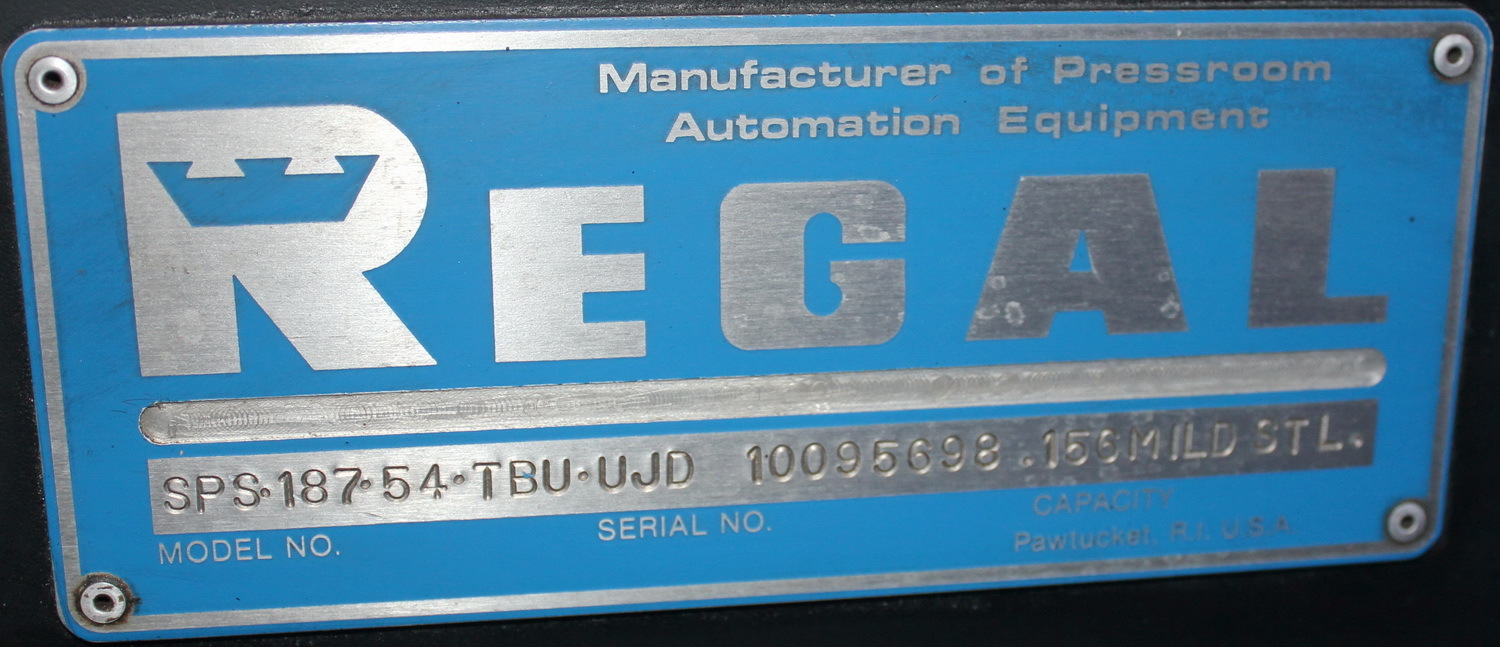 Manufacturer of Pressroom
Automation Equipment
REGAL
SPS·187·54·TBU·UJD 10095698 .156MILD STL.
MODEL NO. SERIAL NO. CAPACITY
Pawtucket, R.I. U.S.A.